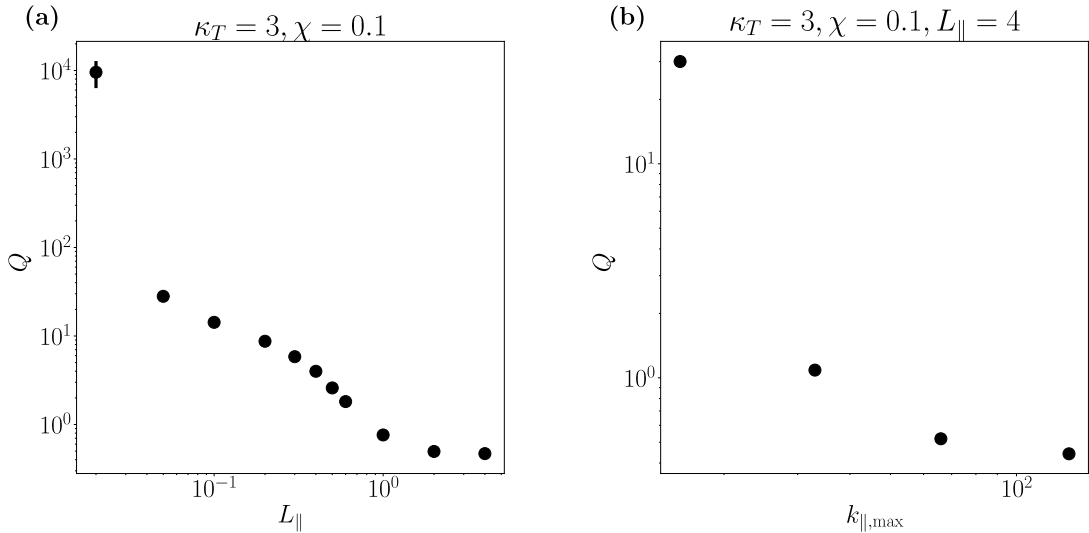 (a)
κ_T = 3, χ = 0.1
Q
10^4
10^3
10^2
10^1
10^0
10^{-1}
10^0
L_∥
(b)
κ_T = 3, χ = 0.1, L_∥ = 4
Q
10^1
10^0
10^2
k_{∥,max}